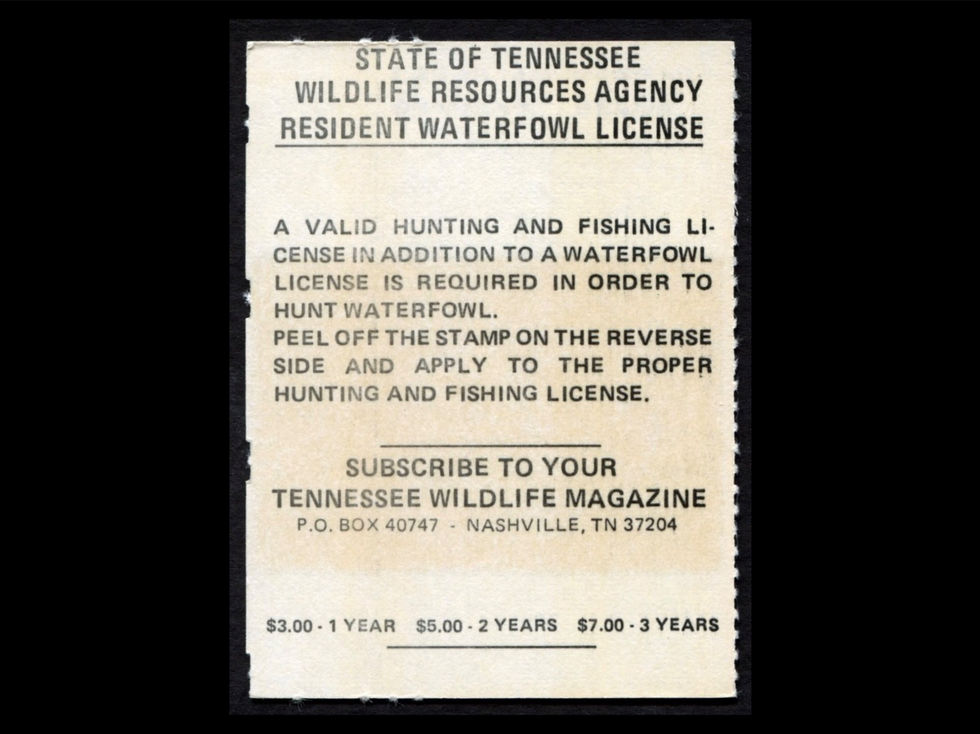 STATE OF TENNESSEE
WILDLIFE RESOURCES AGENCY
RESIDENT WATERFOWL LICENSE
A VALID HUNTING AND FISHING LI-
CENSE IN ADDITION TO A WATERFOWL
LICENSE IS REQUIRED IN ORDER TO
HUNT WATERFOWL.
PEEL OFF THE STAMP ON THE REVERSE
SIDE AND APPLY TO THE PROPER
HUNTING AND FISHING LICENSE.
SUBSCRIBE TO YOUR
TENNESSEE WILDLIFE MAGAZINE
P.O. BOX 40747 - NASHVILLE, TN 37204
$3.00 - 1 YEAR $5.00 - 2 YEARS $7.00 - 3 YEARS